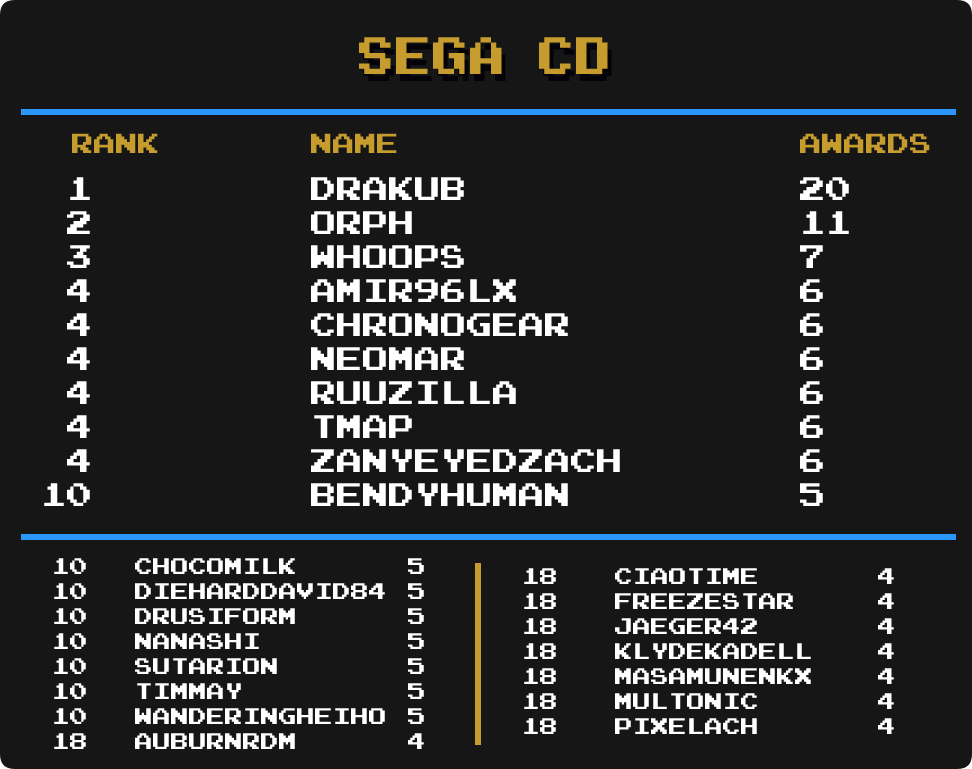 SEGA CD
RANK NAME AWARDS
1 DRAKUB 20
2 ORPH 11
3 WHOOPS 7
4 AMIR96LX 6
4 CHRONOGEAR 6
4 NEOMAR 6
4 RUUZILLA 6
4 TMAP 6
4 ZANYEYEDZACH 6
10 BENDYHUMAN 5
10 CHOCOMILK 5
10 DIEHARDDAVID84 5
10 DRUSIFORM 5
10 NANASHI 5
10 SUTARION 5
10 TIMMAY 5
10 WANDERINGHEIHO 5
18 AUBURNRDM 4
18 CIAOTIME 4
18 FREEZESTAR 4
18 JAEGER42 4
18 KLYDEKADELL 4
18 MASAMUNENKX 4
18 MULTONIC 4
18 PIXELACH 4